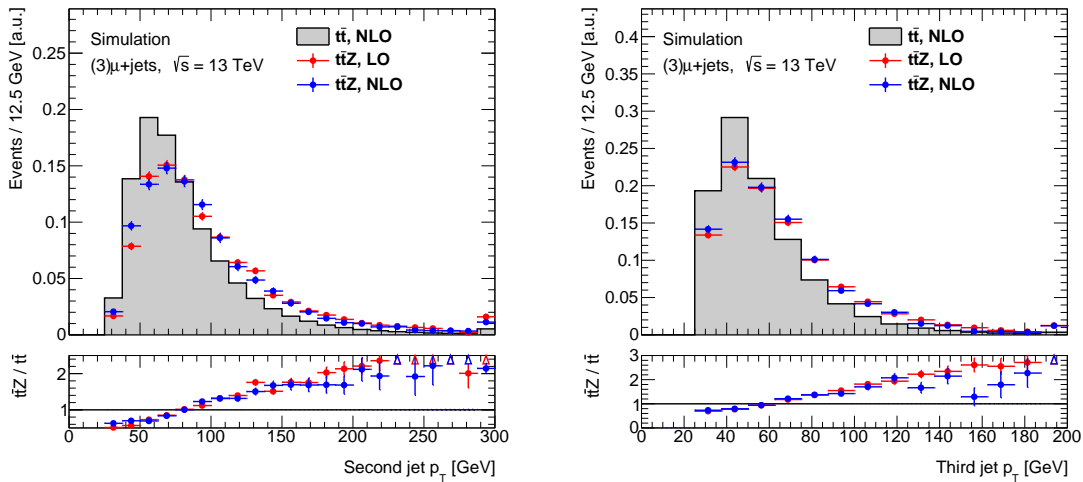 Simulation
(3)μ+jets, √s = 13 TeV
tt̄, NLO
tt̄Z, LO
tt̄Z, NLO
Events / 12.5 GeV [a.u.]
0.25
0.2
0.15
0.1
0.05
0
tt̄Z / tt̄
2
1
0 50 100 150 200 250 300
Second jet p_T [GeV]
Simulation
(3)μ+jets, √s = 13 TeV
tt̄, NLO
tt̄Z, LO
tt̄Z, NLO
Events / 12.5 GeV [a.u.]
0.4
0.35
0.3
0.25
0.2
0.15
0.1
0.05
0
tt̄Z / tt̄
3
2
1
0
0 20 40 60 80 100 120 140 160 180 200
Third jet p_T [GeV]